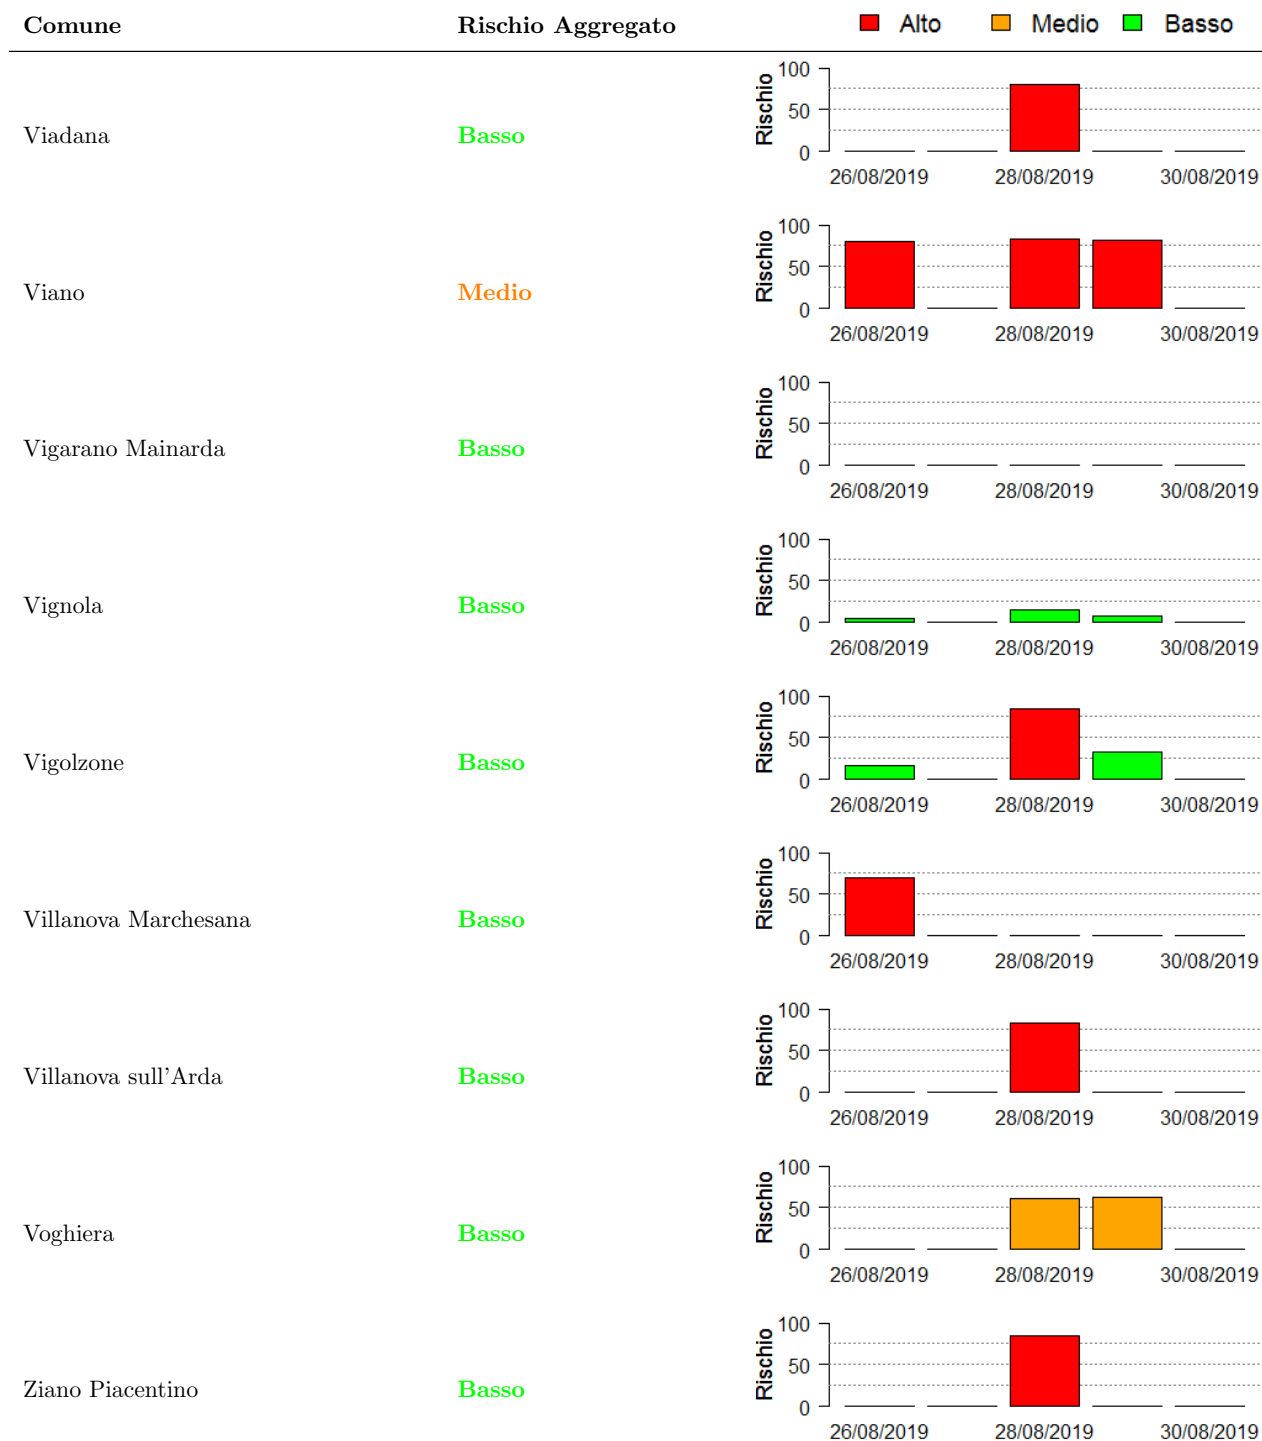 Comune Rischio Aggregato Alto Medio Basso
Viadana Basso
Rischio
100
50
0
26/08/2019 28/08/2019 30/08/2019
Viano Medio
Rischio
100
50
0
26/08/2019 28/08/2019 30/08/2019
Vigarano Mainarda Basso
Rischio
100
50
0
26/08/2019 28/08/2019 30/08/2019
Vignola Basso
Rischio
100
50
0
26/08/2019 28/08/2019 30/08/2019
Vigolzone Basso
Rischio
100
50
0
26/08/2019 28/08/2019 30/08/2019
Villanova Marchesana Basso
Rischio
100
50
0
26/08/2019 28/08/2019 30/08/2019
Villanova sull'Arda Basso
Rischio
100
50
0
26/08/2019 28/08/2019 30/08/2019
Voghiera Basso
Rischio
100
50
0
26/08/2019 28/08/2019 30/08/2019
Ziano Piacentino Basso
Rischio
100
50
0
26/08/2019 28/08/2019 30/08/2019